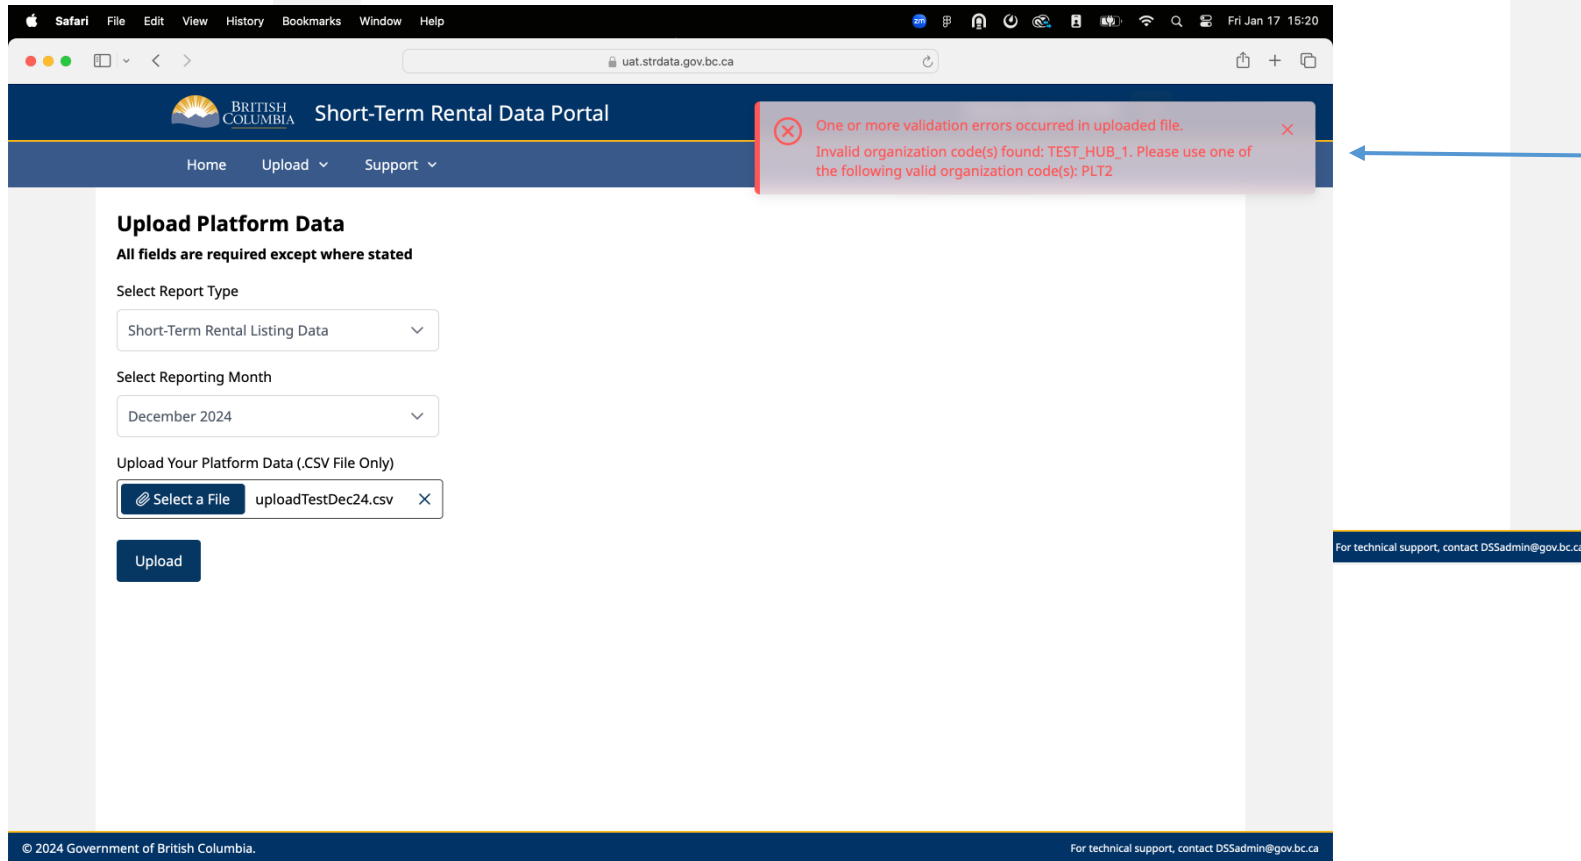 Safari File Edit View History Bookmarks Window Help
zm
Fri Jan 17 15:20
uat.strdata.gov.bc.ca
BRITISH
COLUMBIA
Short-Term Rental Data Portal
One or more validation errors occurred in uploaded file.
Invalid organization code(s) found: TEST_HUB_1. Please use one of
the following valid organization code(s): PLT2
Home Upload Support
Upload Platform Data
All fields are required except where stated
Select Report Type
Short-Term Rental Listing Data
Select Reporting Month
December 2024
Upload Your Platform Data (.CSV File Only)
Select a File uploadTestDec24.csv
Upload
For technical support, contact DSSadmin@gov.bc.ca
© 2024 Government of British Columbia.
For technical support, contact DSSadmin@gov.bc.ca